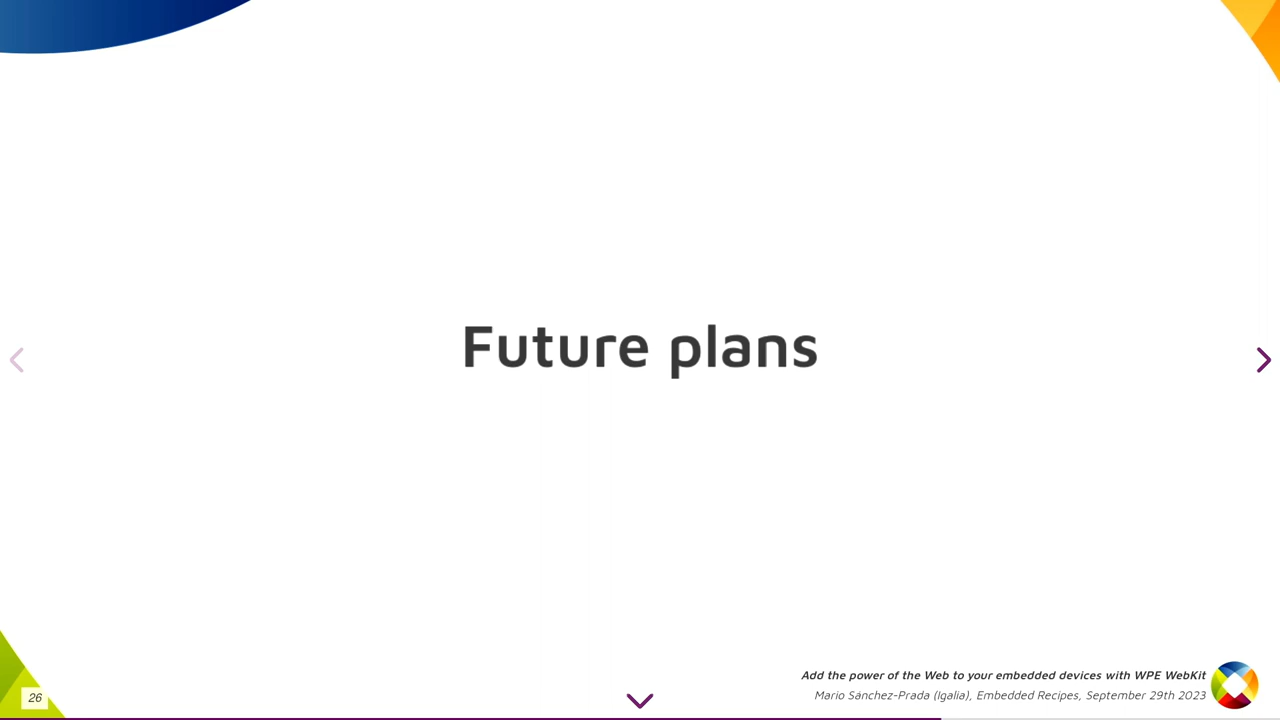 Future plans
Add the power of the Web to your embedded devices with WPE WebKit
Mario Sánchez-Prada (Igalia), Embedded Recipes, September 29th 2023
26